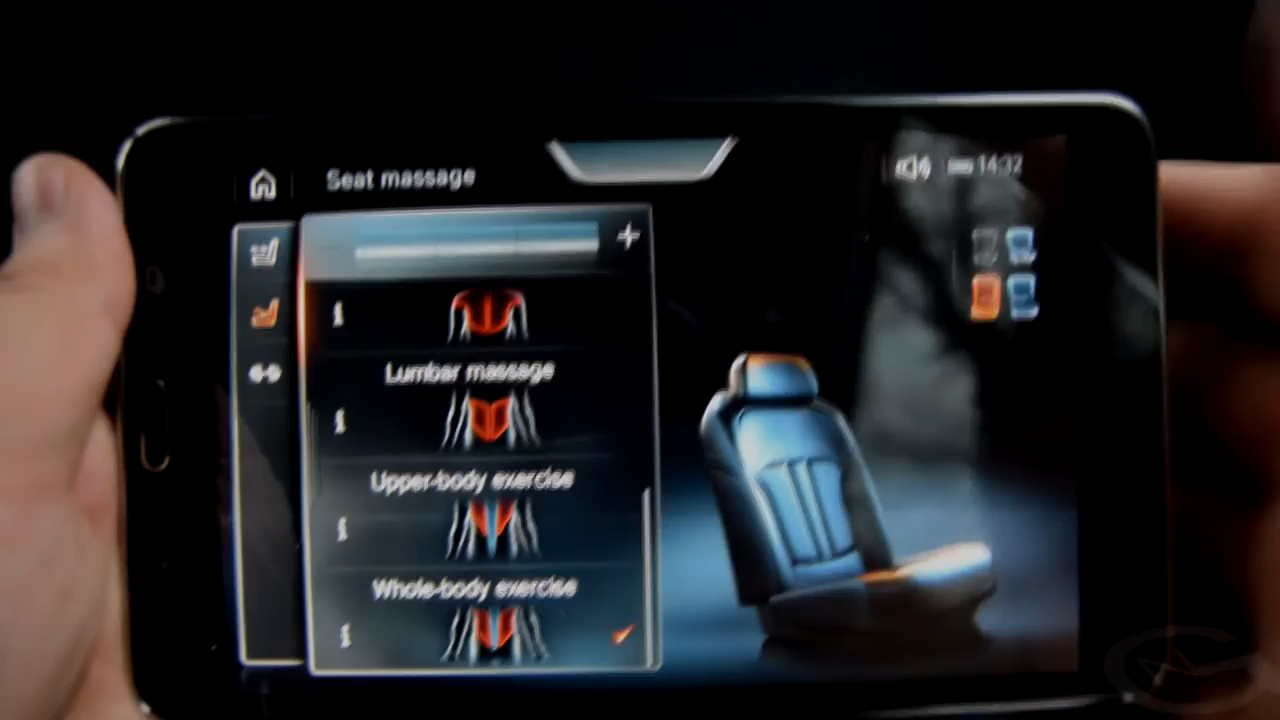 Seat massage
14:32
+
i
Lumbar massage
i
Upper-body exercise
i
Whole-body exercise
i